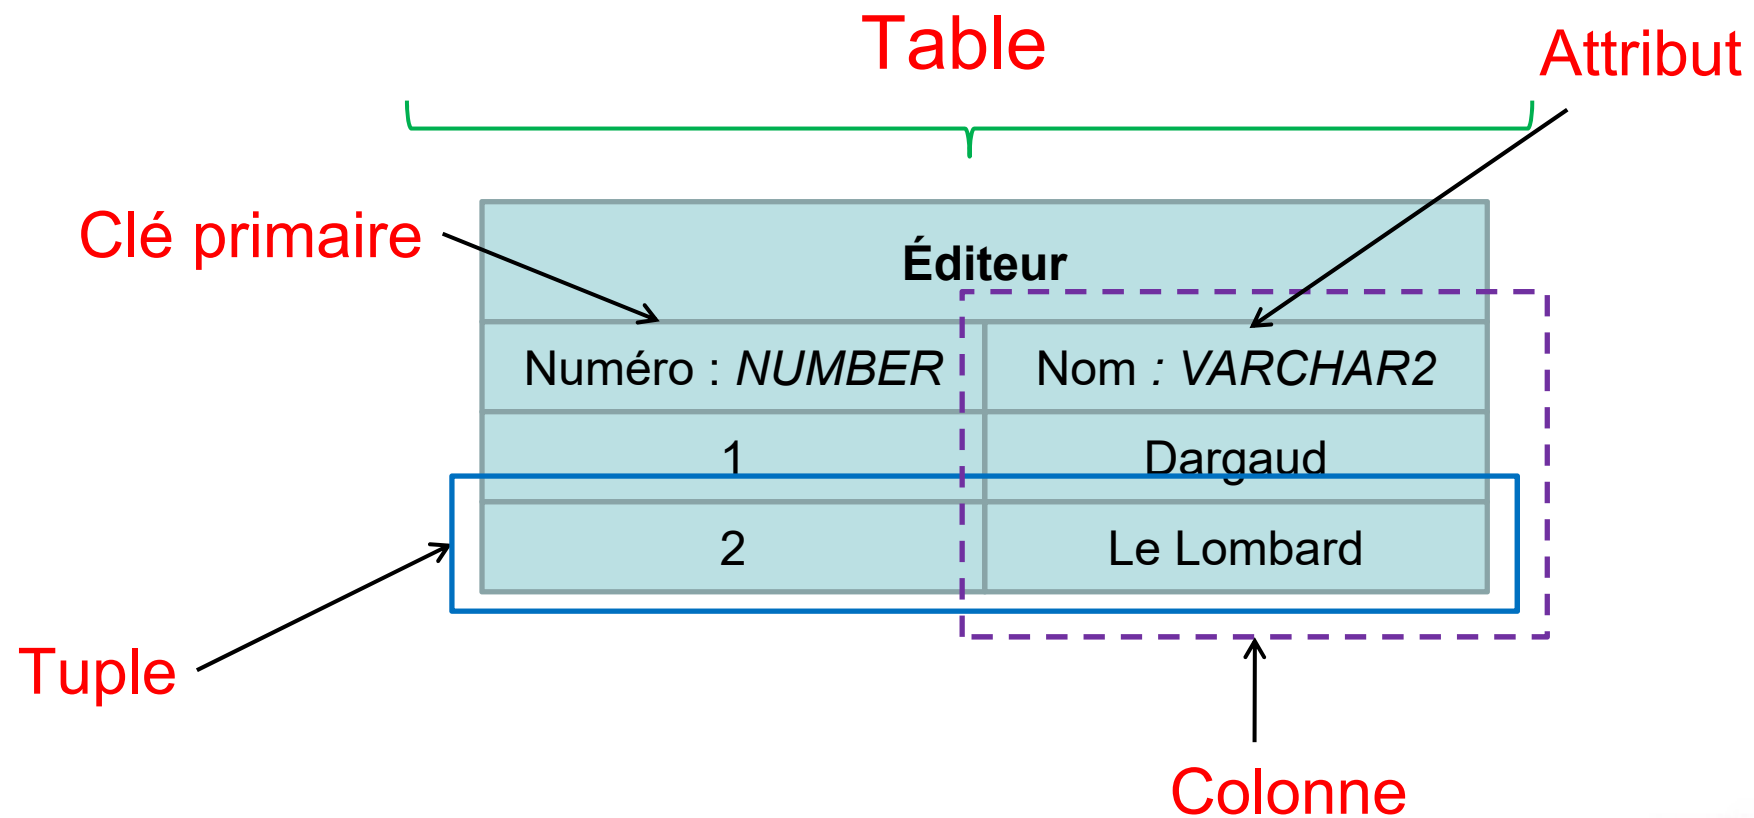 Table
Attribut
Clé primaire
Éditeur
Numéro : NUMBER
Nom : VARCHAR2
1
Dargaud
2
Le Lombard
Tuple
Colonne